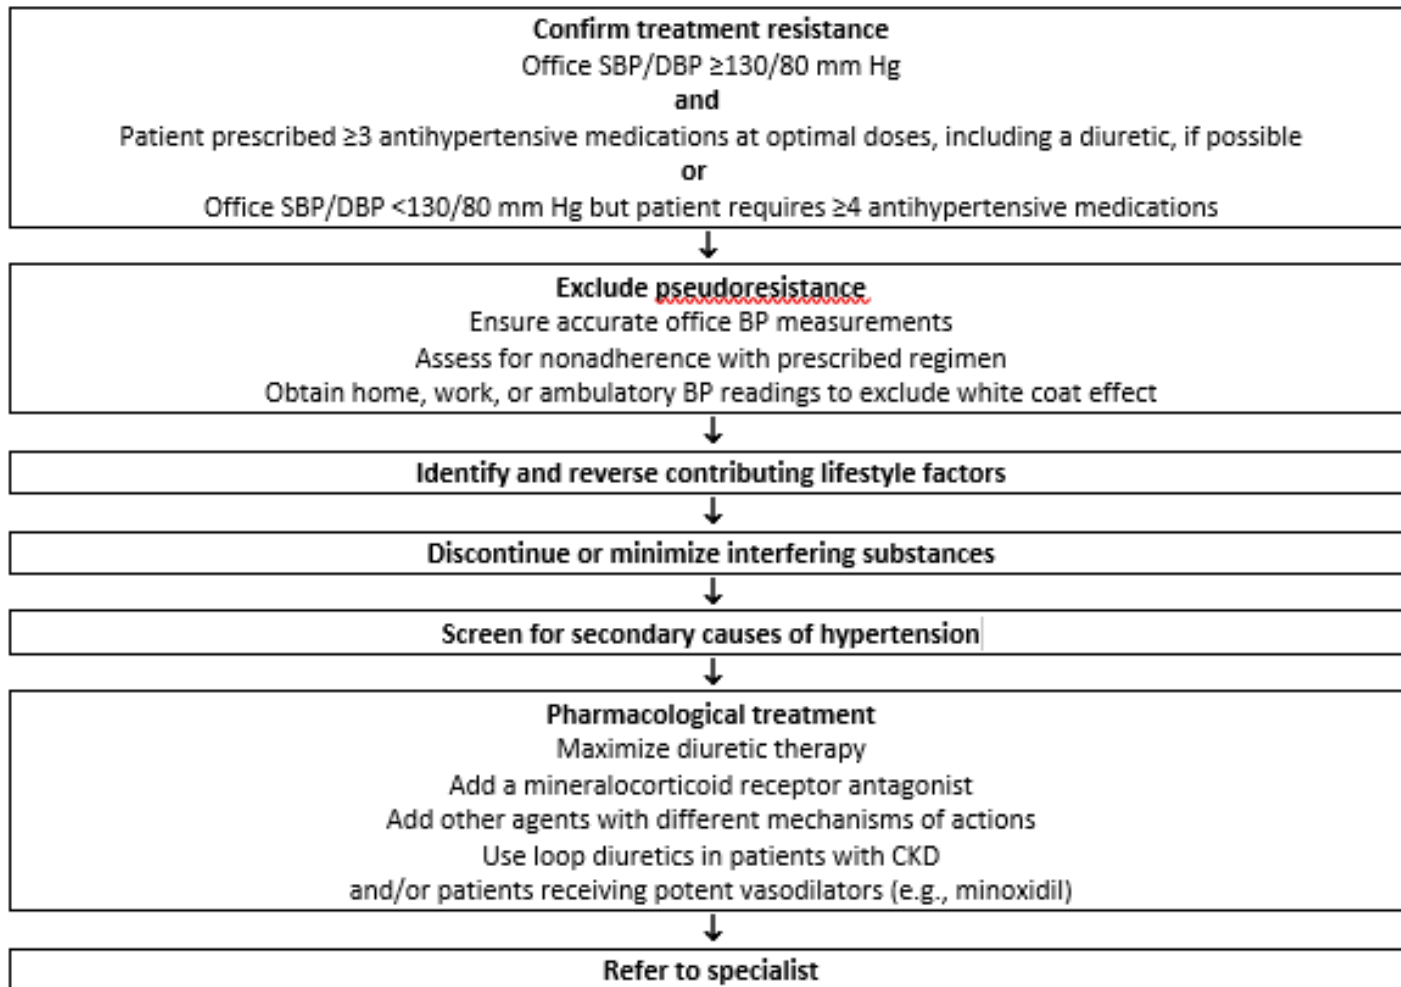 Confirm treatment resistance
Office SBP/DBP ≥130/80 mm Hg
and
Patient prescribed ≥3 antihypertensive medications at optimal doses, including a diuretic, if possible
or
Office SBP/DBP <130/80 mm Hg but patient requires ≥4 antihypertensive medications
↓
Exclude pseudoresistance
Ensure accurate office BP measurements
Assess for nonadherence with prescribed regimen
Obtain home, work, or ambulatory BP readings to exclude white coat effect
↓
Identify and reverse contributing lifestyle factors
↓
Discontinue or minimize interfering substances
↓
Screen for secondary causes of hypertension
↓
Pharmacological treatment
Maximize diuretic therapy
Add a mineralocorticoid receptor antagonist
Add other agents with different mechanisms of actions
Use loop diuretics in patients with CKD
and/or patients receiving potent vasodilators (e.g., minoxidil)
↓
Refer to specialist